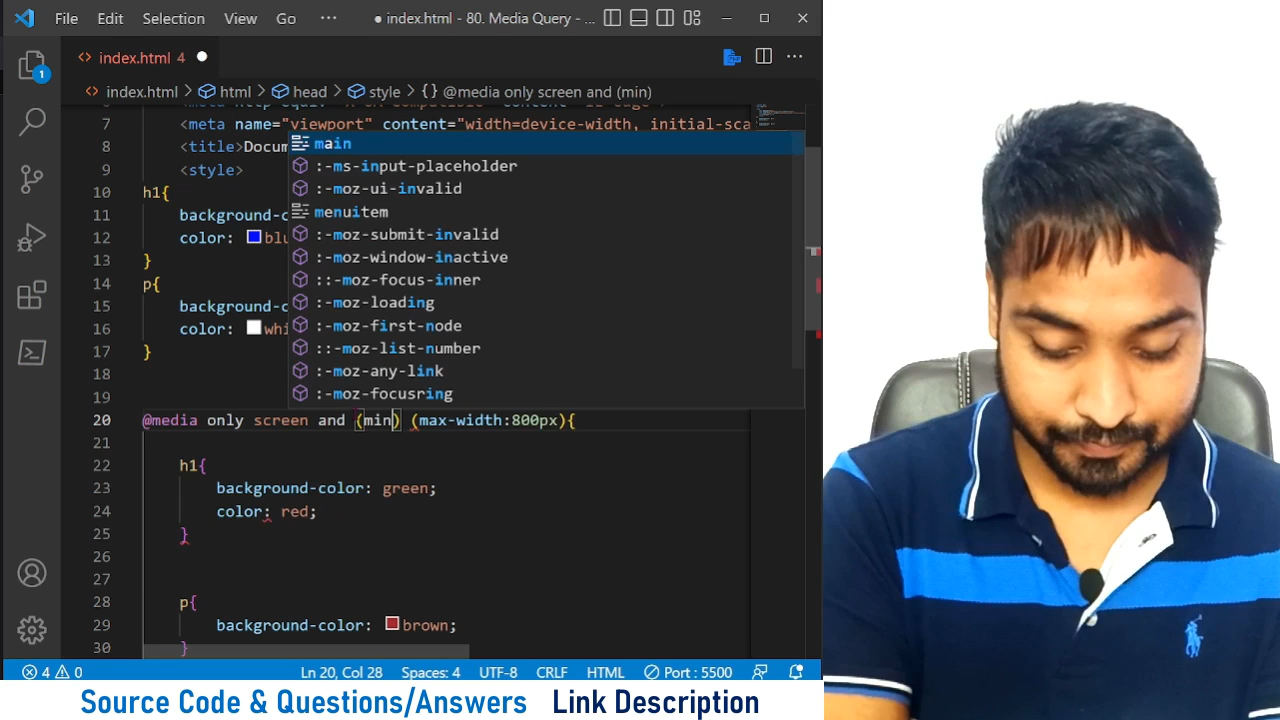 File Edit Selection View Go ··· ● index.html - 80. Media Query - ...
<> index.html 4 ●
<> index.html > html > head > style > {} @media only screen and (min)
7 <meta name="viewport" content="width=device-width, initial-sca
8 <title>Docum
9 <style>
10 h1{
11 background-c
12 color: blu
13 }
14 p{
15 background-c
16 color: whi
17 }
18
19
main
:-ms-input-placeholder
:-moz-ui-invalid
menuitem
:-moz-submit-invalid
:-moz-window-inactive
::-moz-focus-inner
:-moz-loading
:-moz-first-node
::-moz-list-number
:-moz-any-link
:-moz-focusring
20 @media only screen and (min) (max-width:800px){
21
22 h1{
23 background-color: green;
24 color: red;
25 }
26
27
28 p{
29 background-color: brown;
30 }
1
4 0 Ln 20, Col 28 Spaces: 4 UTF-8 CRLF HTML Port : 5500
Source Code & Questions/Answers Link Description